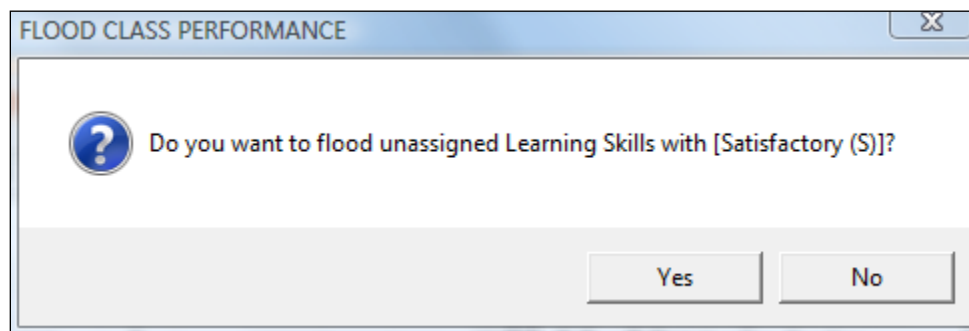 FLOOD CLASS PERFORMANCE
Do you want to flood unassigned Learning Skills with [Satisfactory (S)]?
Yes
No